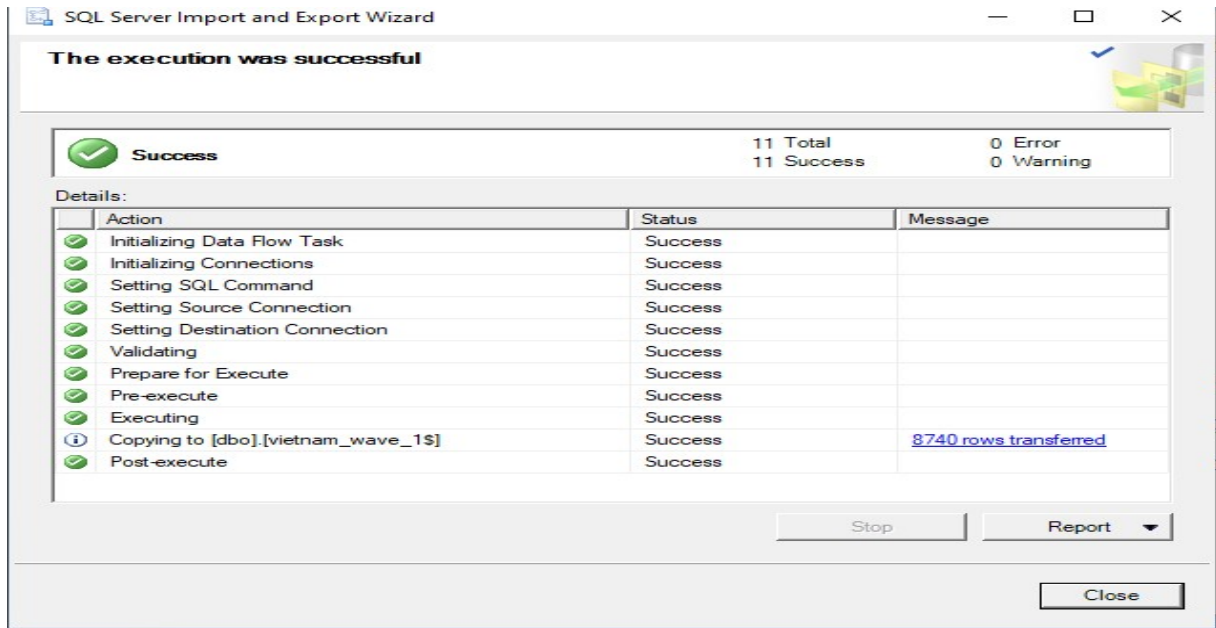 SQL Server Import and Export Wizard
The execution was successful
Success
11 Total
0 Error
11 Success
0 Warning
Details:
Action Status Message
Initializing Data Flow Task Success
Initializing Connections Success
Setting SQL Command Success
Setting Source Connection Success
Setting Destination Connection Success
Validating Success
Prepare for Execute Success
Pre-execute Success
Executing Success
Copying to [dbo].[vietnam_wave_1$] Success 8740 rows transferred
Post-execute Success
Stop Report
Close